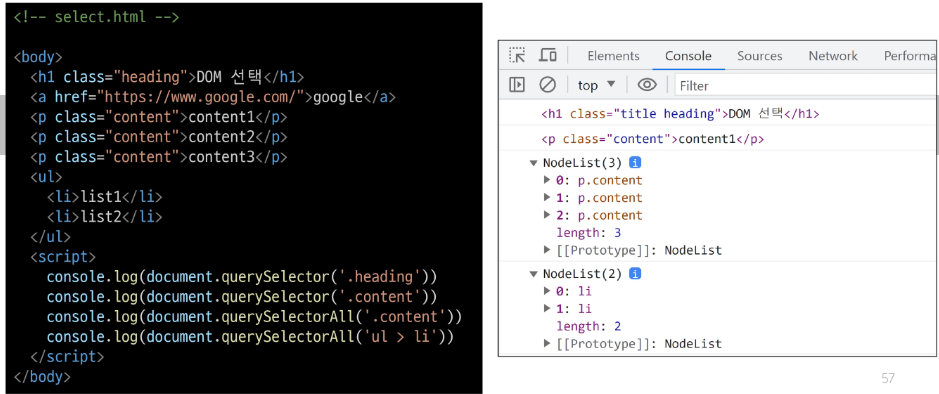 <!-- select.html -->
<body>
<h1 class="heading">DOM 선택</h1>
<a href="https://www.google.com/">google</a>
<p class="content">content1</p>
<p class="content">content2</p>
<p class="content">content3</p>
<ul>
<li>list1</li>
<li>list2</li>
</ul>
<script>
console.log(document.querySelector('.heading'))
console.log(document.querySelector('.content'))
console.log(document.querySelectorAll('.content'))
console.log(document.querySelectorAll('ul > li'))
</script>
</body>
Elements Console Sources Network Performa
top Filter
<h1 class="title heading">DOM 선택</h1>
<p class="content">content1</p>
NodeList(3) i
0: p.content
1: p.content
2: p.content
length: 3
[[Prototype]]: NodeList
NodeList(2) i
0: li
1: li
length: 2
[[Prototype]]: NodeList
57